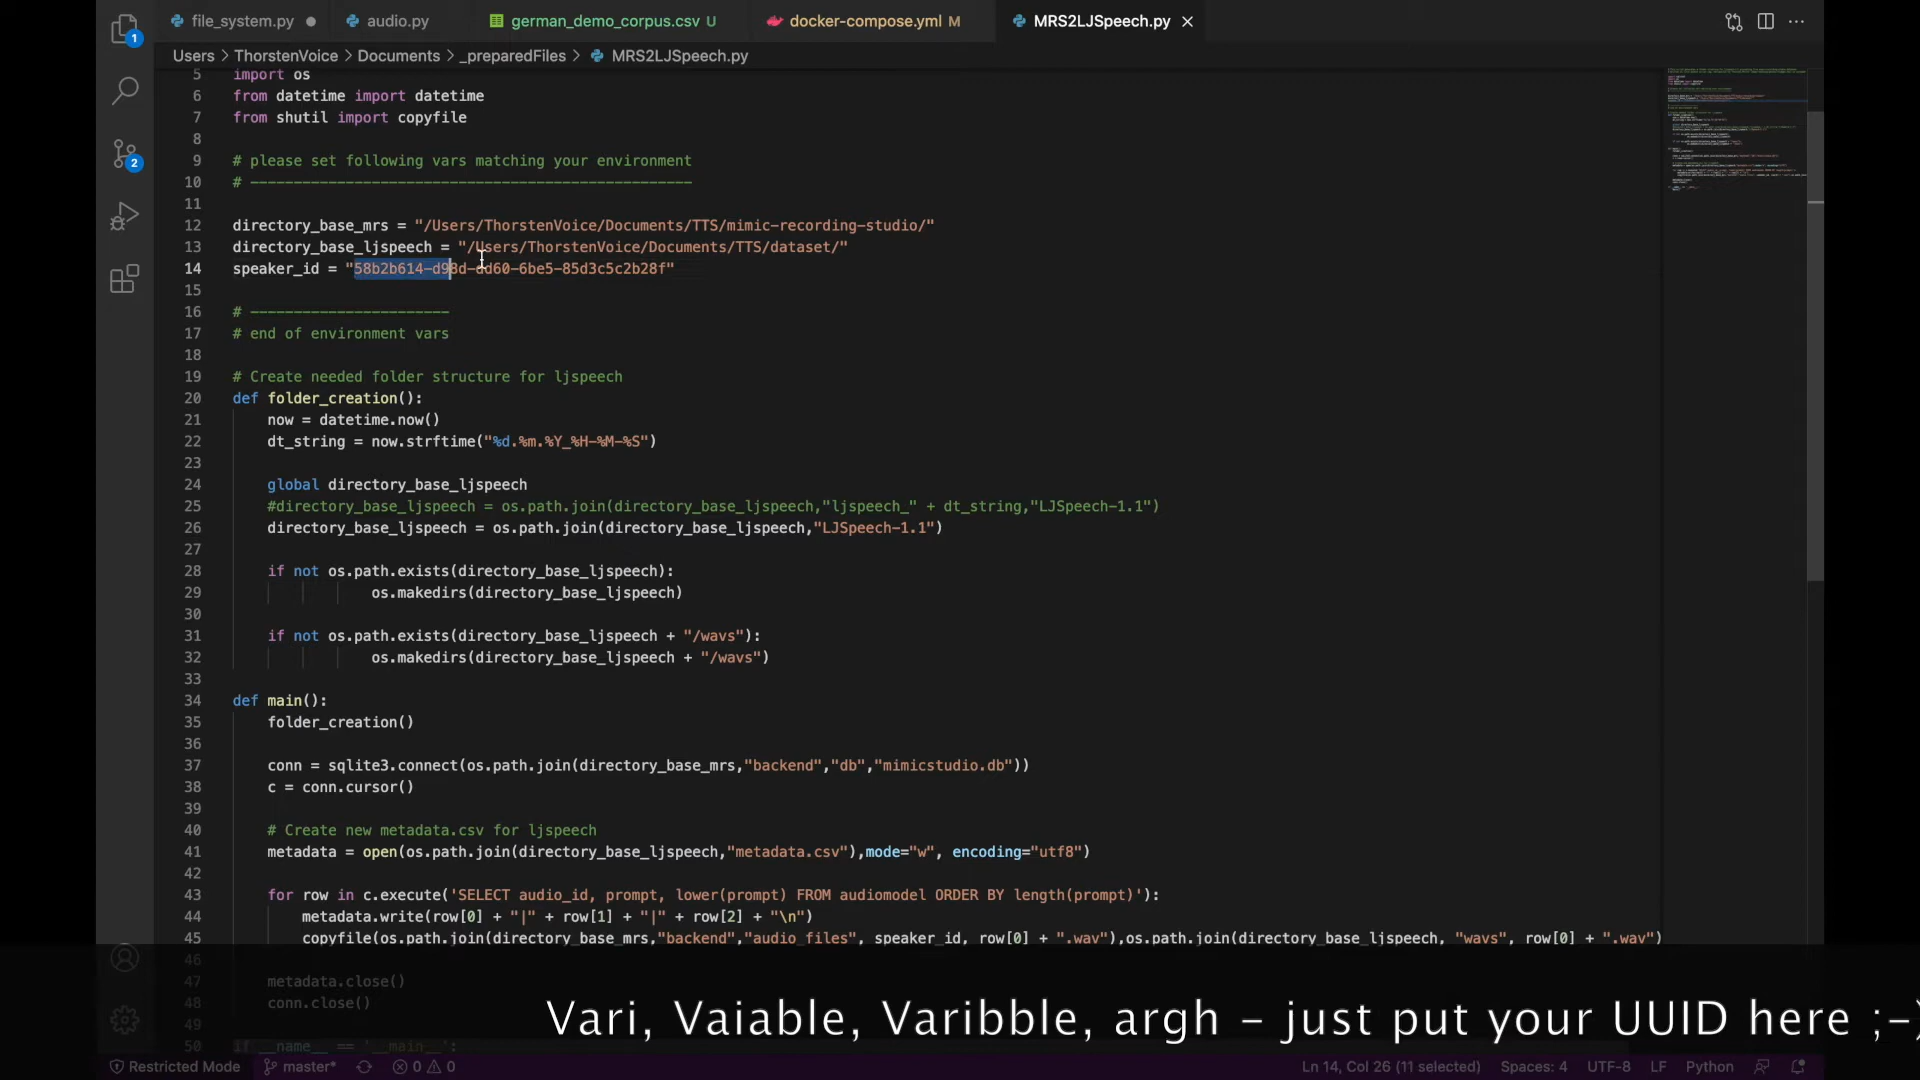 1
file_system.py
audio.py
german_demo_corpus.csv U
docker-compose.yml M
MRS2LJSpeech.py
Users > ThorstenVoice > Documents > _preparedFiles > MRS2LJSpeech.py
2
5 import os
6 from datetime import datetime
7 from shutil import copyfile
8
9 # please set following vars matching your environment
10 # ---------------------------------------------------
11
12 directory_base_mrs = "/Users/ThorstenVoice/Documents/TTS/mimic-recording-studio/"
13 directory_base_ljspeech = "/Users/ThorstenVoice/Documents/TTS/dataset/"
14 speaker_id = "58b2b614-d98d-dd60-6be5-85d3c5c2b28f"
15
16 # -----------------------
17 # end of environment vars
18
19 # Create needed folder structure for ljspeech
20 def folder_creation():
21 now = datetime.now()
22 dt_string = now.strftime("%d.%m.%Y_%H-%M-%S")
23
24 global directory_base_ljspeech
25 #directory_base_ljspeech = os.path.join(directory_base_ljspeech,"ljspeech_" + dt_string,"LJSpeech-1.1")
26 directory_base_ljspeech = os.path.join(directory_base_ljspeech,"LJSpeech-1.1")
27
28 if not os.path.exists(directory_base_ljspeech):
29 os.makedirs(directory_base_ljspeech)
30
31 if not os.path.exists(directory_base_ljspeech + "/wavs"):
32 os.makedirs(directory_base_ljspeech + "/wavs")
33
34 def main():
35 folder_creation()
36
37 conn = sqlite3.connect(os.path.join(directory_base_mrs,"backend","db","mimicstudio.db"))
38 c = conn.cursor()
39
40 # Create new metadata.csv for ljspeech
41 metadata = open(os.path.join(directory_base_ljspeech,"metadata.csv"),mode="w", encoding="utf8")
42
43 for row in c.execute('SELECT audio_id, prompt, lower(prompt) FROM audiomodel ORDER BY length(prompt)'):
44 metadata.write(row[0] + "|" + row[1] + "|" + row[2] + "\n")
45 copyfile(os.path.join(directory_base_mrs,"backend","audio_files", speaker_id, row[0] + ".wav"),os.path.join(directory_base_ljspeech, "wavs", row[0] + ".wav")
46
47 metadata.close()
48 conn.close()
49
50 if __name__ == '__main__':
Vari, Vaiable, Varibble, argh – just put your UUID here ;-)
Restricted Mode master* 0 0 Ln 14, Col 26 (11 selected) Spaces: 4 UTF-8 LF Python